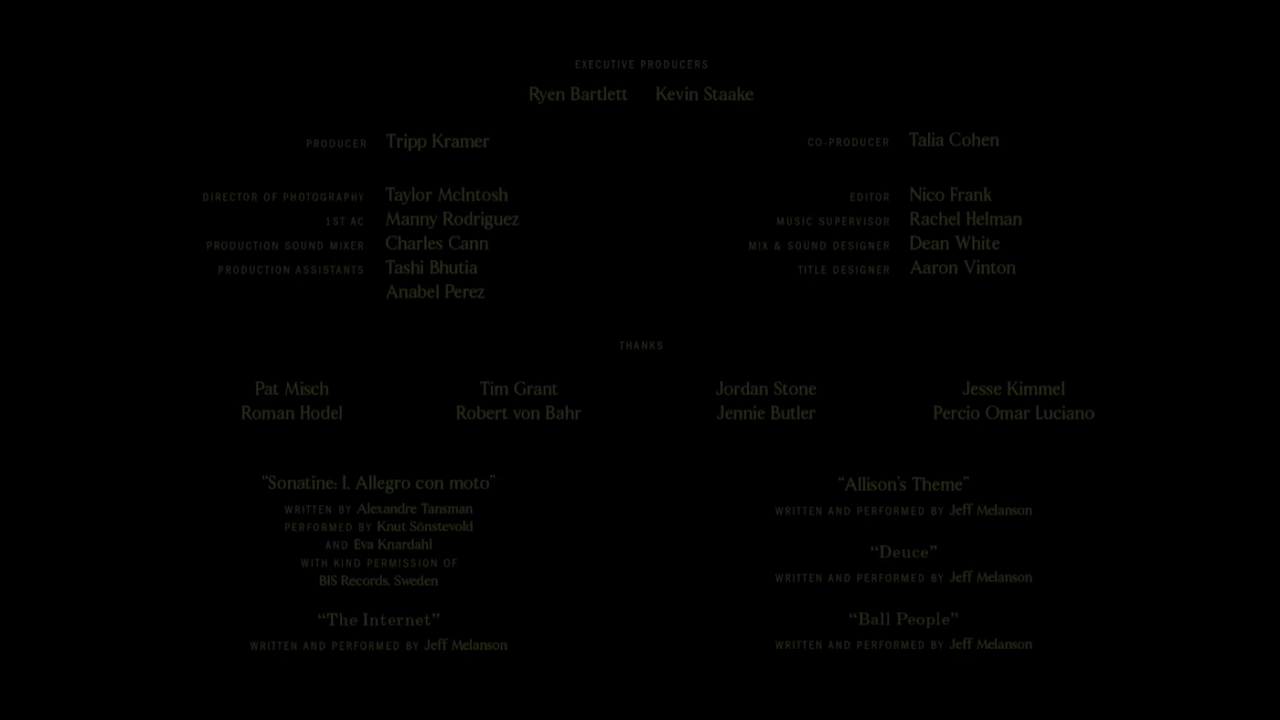 EXECUTIVE PRODUCERS
Ryen Bartlett Kevin Staake
PRODUCER Tripp Kramer
CO-PRODUCER Talia Cohen
DIRECTOR OF PHOTOGRAPHY Taylor McIntosh
1ST AC Manny Rodriguez
PRODUCTION SOUND MIXER Charles Cann
PRODUCTION ASSISTANTS Tashi Bhutia
Anabel Perez
EDITOR Nico Frank
MUSIC SUPERVISOR Rachel Helman
MIX & SOUND DESIGNER Dean White
TITLE DESIGNER Aaron Vinton
THANKS
Pat Misch Tim Grant Jordan Stone Jesse Kimmel
Roman Hodel Robert von Bahr Jennie Butler Percio Omar Luciano
“Sonatine: I. Allegro con moto”
WRITTEN BY Alexandre Tansman
PERFORMED BY Knut Sönstevold
AND Eva Knardahl
WITH KIND PERMISSION OF
BIS Records, Sweden
“The Internet”
WRITTEN AND PERFORMED BY Jeff Melanson
“Allison's Theme”
WRITTEN AND PERFORMED BY Jeff Melanson
“Deuce”
WRITTEN AND PERFORMED BY Jeff Melanson
“Ball People”
WRITTEN AND PERFORMED BY Jeff Melanson